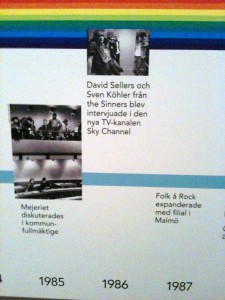 David Sellers och
Sven Köhler från
the Sinners blev
intervjuade i den
nya TV-kanalen
Sky Channel
Mejeriet
diskuterades
i kommun-
fullmäktige
Folk á Rock
expanderade
med filial i
Malmö
1985
1986
1987